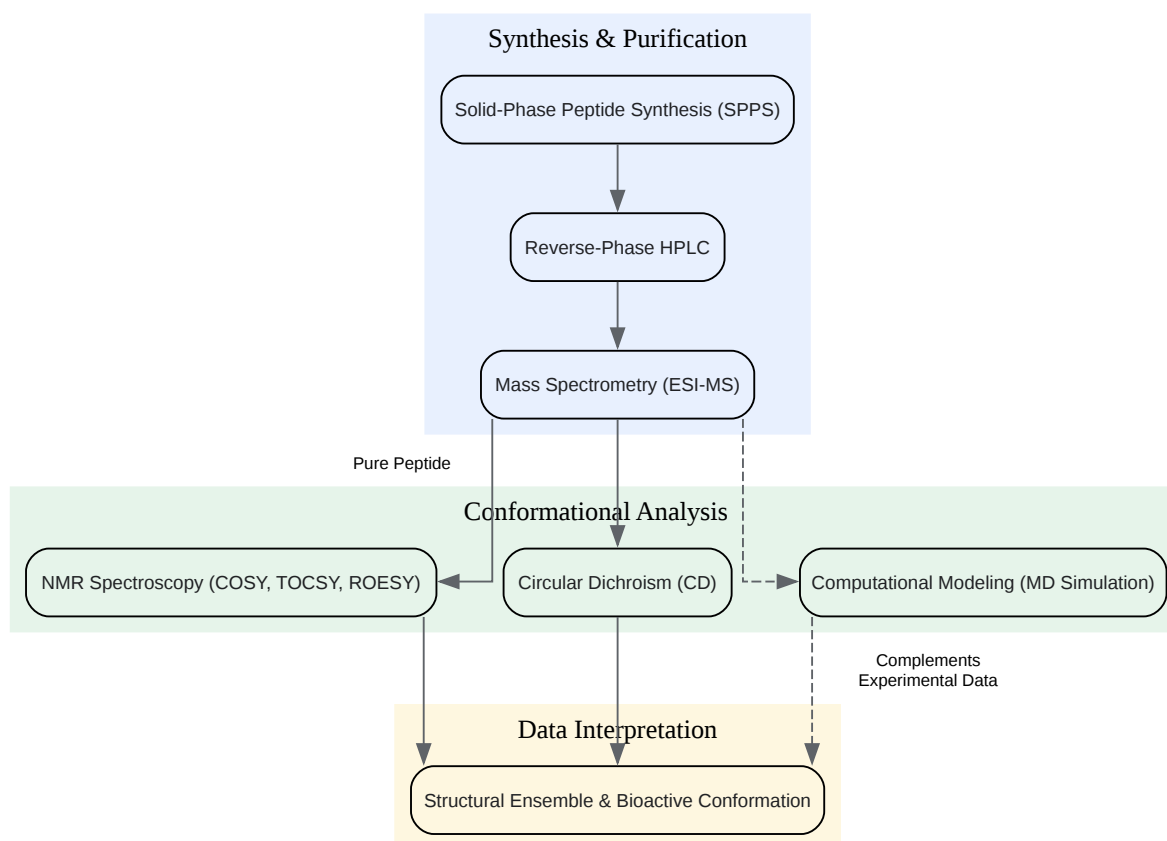 Synthesis & Purification
Solid-Phase Peptide Synthesis (SPPS)
Reverse-Phase HPLC
Mass Spectrometry (ESI-MS)
Pure Peptide
Conformational Analysis
NMR Spectroscopy (COSY, TOCSY, ROESY)
Circular Dichroism (CD)
Computational Modeling (MD Simulation)
Complements
Experimental Data
Data Interpretation
Structural Ensemble & Bioactive Conformation